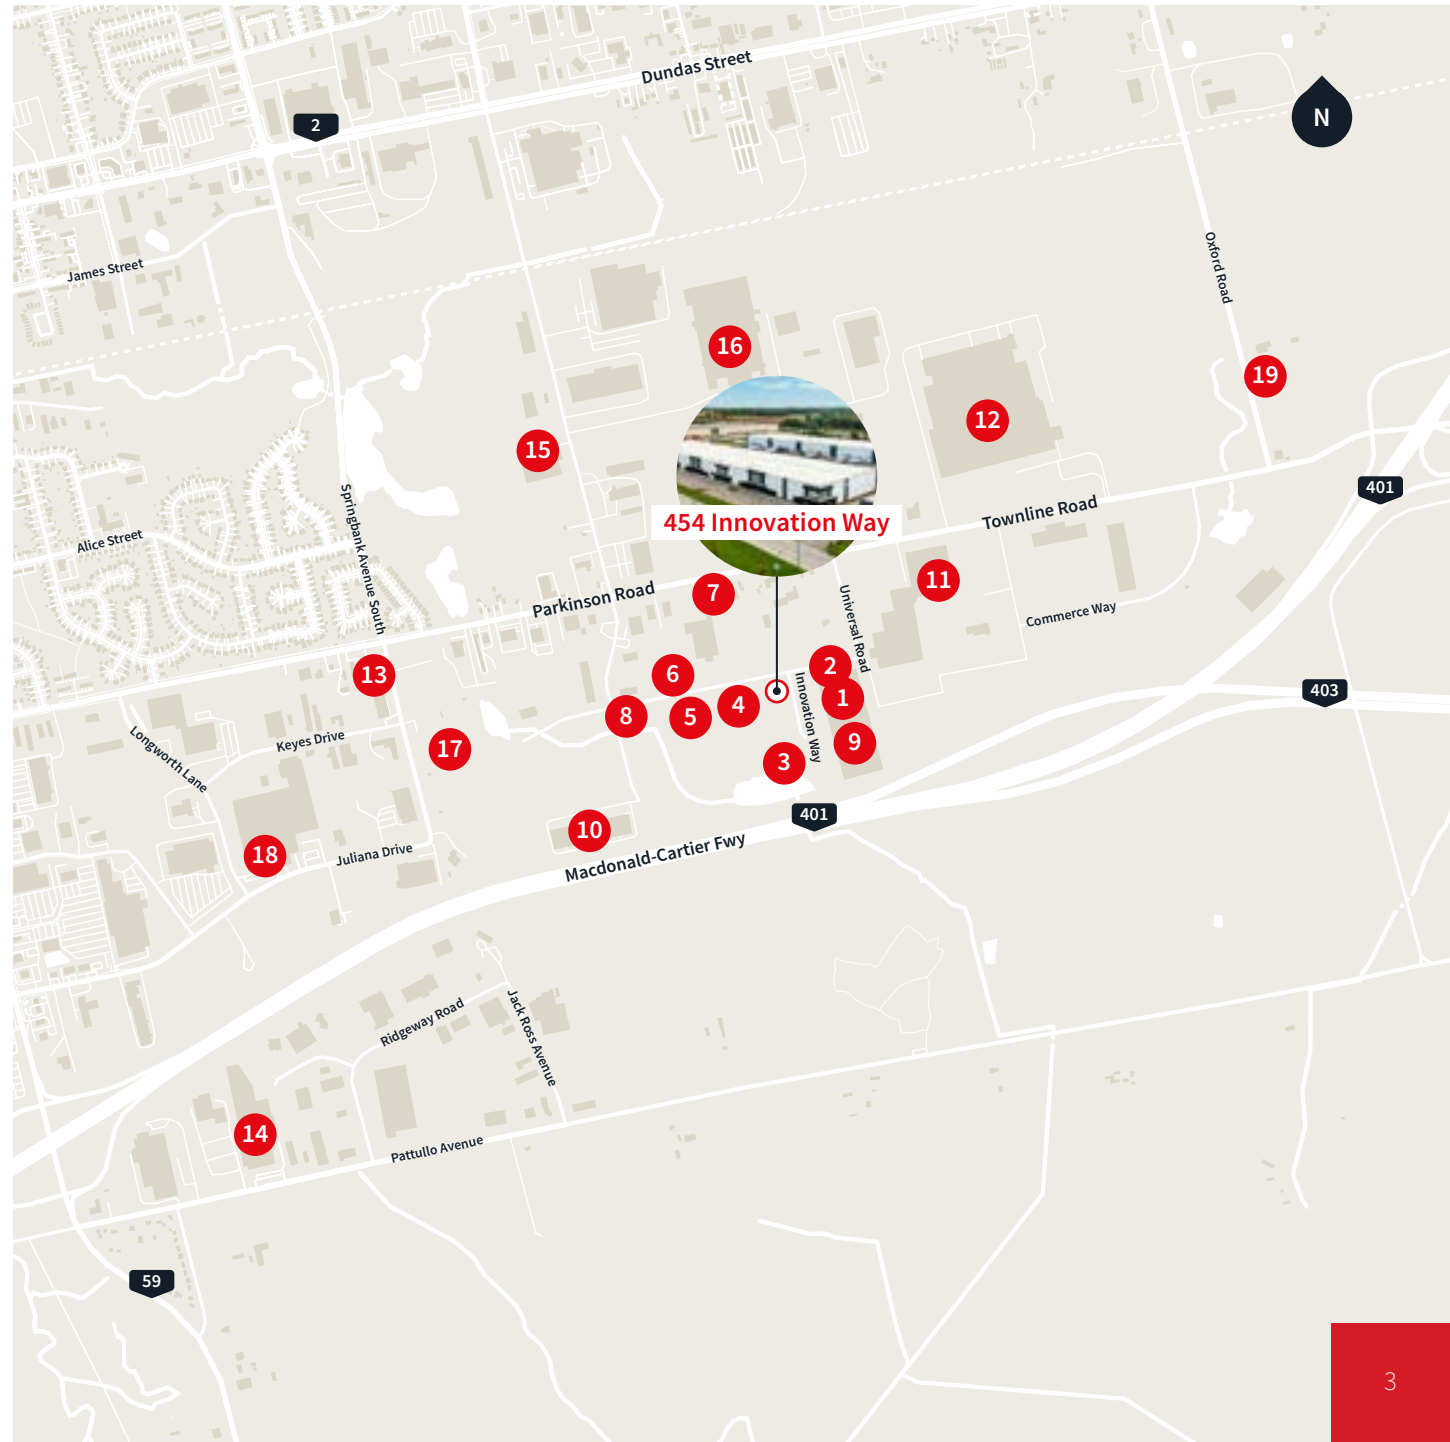 Dundas Street
2
N
James Street
Oxford Road
16
19
12
15
401
454 Innovation Way
Townline Road
Springbank Avenue South
Alice Street
11
7
Parkinson Road
Universal Road
Commerce Way
13
6
2
403
1
4
8
5
Innovation Way
Longworth Lane
Keyes Drive
17
9
3
401
10
Macdonald-Cartier Fwy
18
Juliana Drive
Ridgeway Road
Jack Ross Avenue
14
Pattullo Avenue
59
3